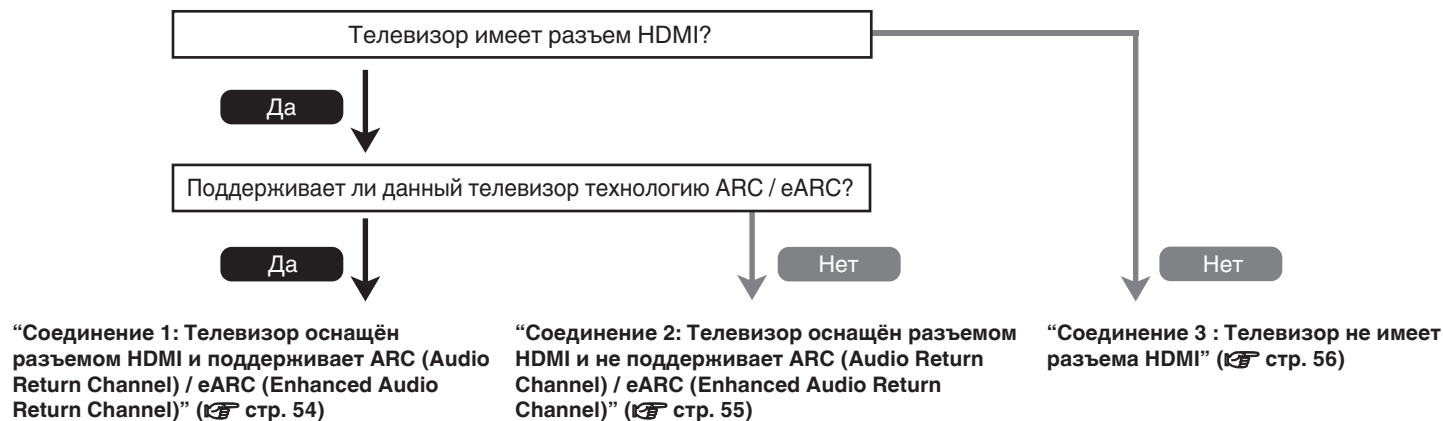 Телевизор имеет разъем HDMI?
Да
Поддерживает ли данный телевизор технологию ARC / eARC?
Да
Нет
Нет
“Соединение 1: Телевизор оснащён
разъемом HDMI и поддерживает ARC (Audio
Return Channel) / eARC (Enhanced Audio
Return Channel)” (☞ стр. 54)
“Соединение 2: Телевизор оснащён разъемом
HDMI и не поддерживает ARC (Audio Return
Channel) / eARC (Enhanced Audio Return
Channel)” (☞ стр. 55)
“Соединение 3 : Телевизор не имеет
разъема HDMI” (☞ стр. 56)